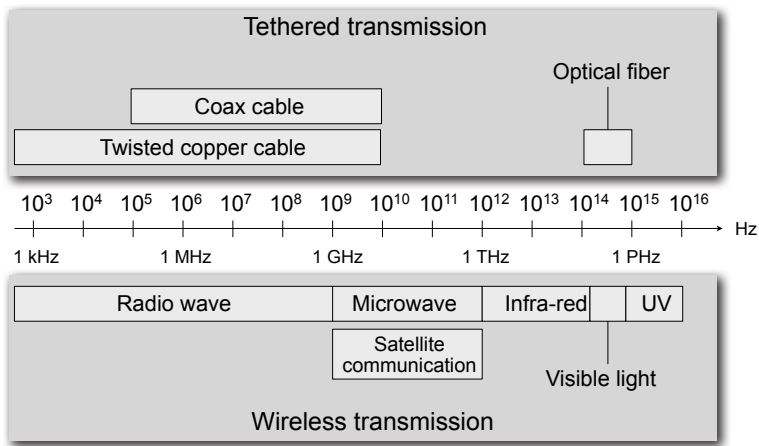 Tethered transmission
Optical fiber
Coax cable
Twisted copper cable
10³ 10⁴ 10⁵ 10⁶ 10⁷ 10⁸ 10⁹ 10¹⁰ 10¹¹ 10¹² 10¹³ 10¹⁴ 10¹⁵ 10¹⁶
Hz
1 kHz 1 MHz 1 GHz 1 THz 1 PHz
Radio wave Microwave Infra-red UV
Satellite
communication
Visible light
Wireless transmission